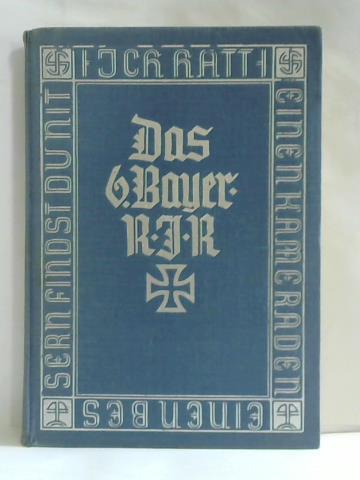 ICH HATT
EINEN KAMERADEN
EINEN BES
SERN FINDST DU NIT
Das
6. Bayer.
R.I.R